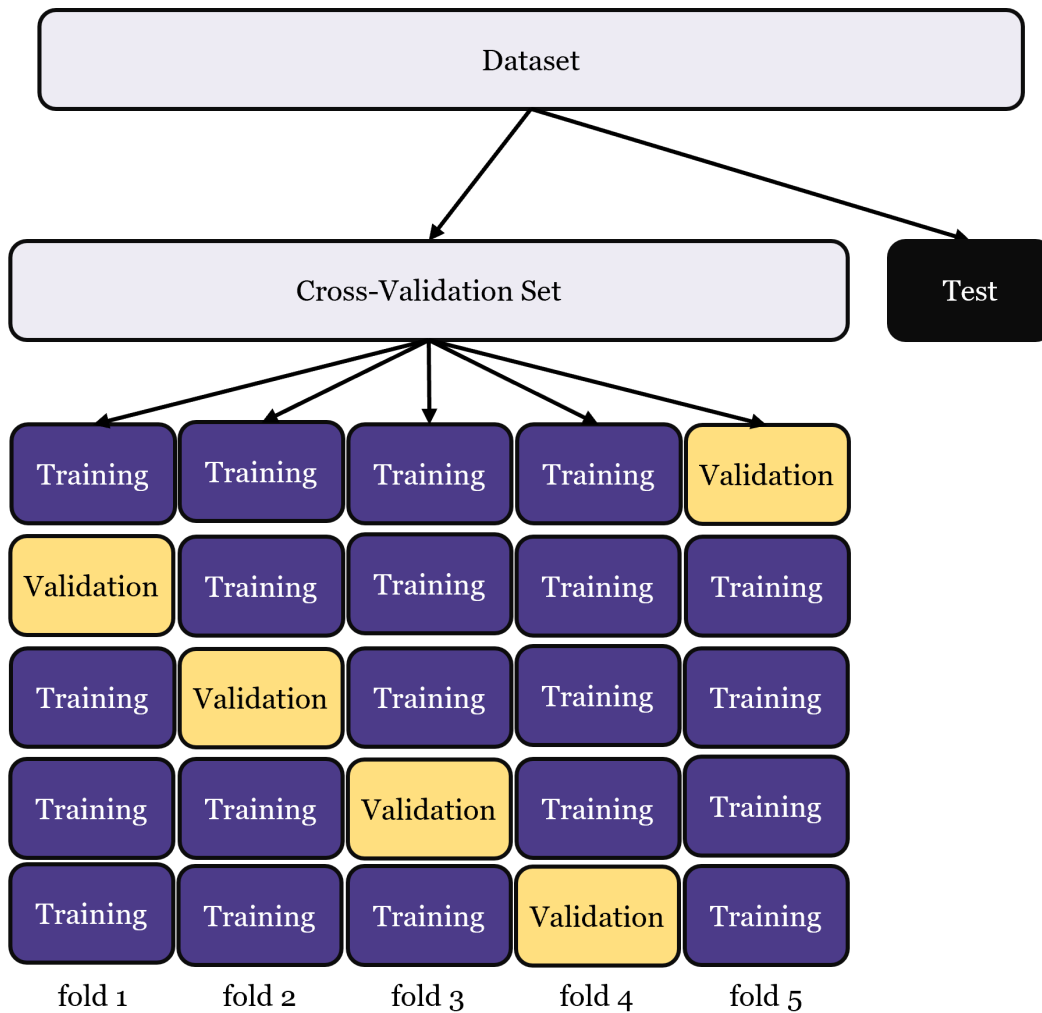 Dataset
Cross-Validation Set
Test
Training Training Training Training Validation
Validation Training Training Training Training
Training Validation Training Training Training
Training Training Validation Training Training
Training Training Training Validation Training
fold 1 fold 2 fold 3 fold 4 fold 5